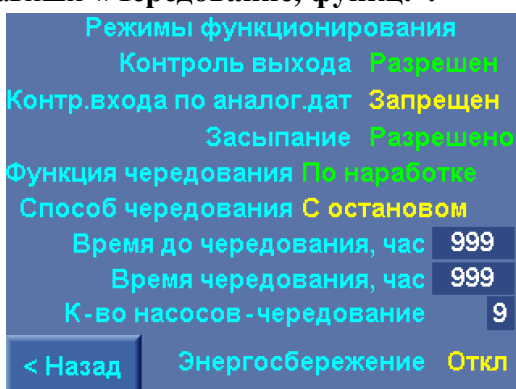 Режимы функционирования
Контроль выхода Разрешен
Контр.входа по аналог.дат Запрещен
Засыпание Разрешено
Функция чередования По наработке
Способ чередования С остановом
Время до чередования, час 999
Время чередования, час 999
К-во насосов-чередование 9
< Назад Энергосбережение Откл